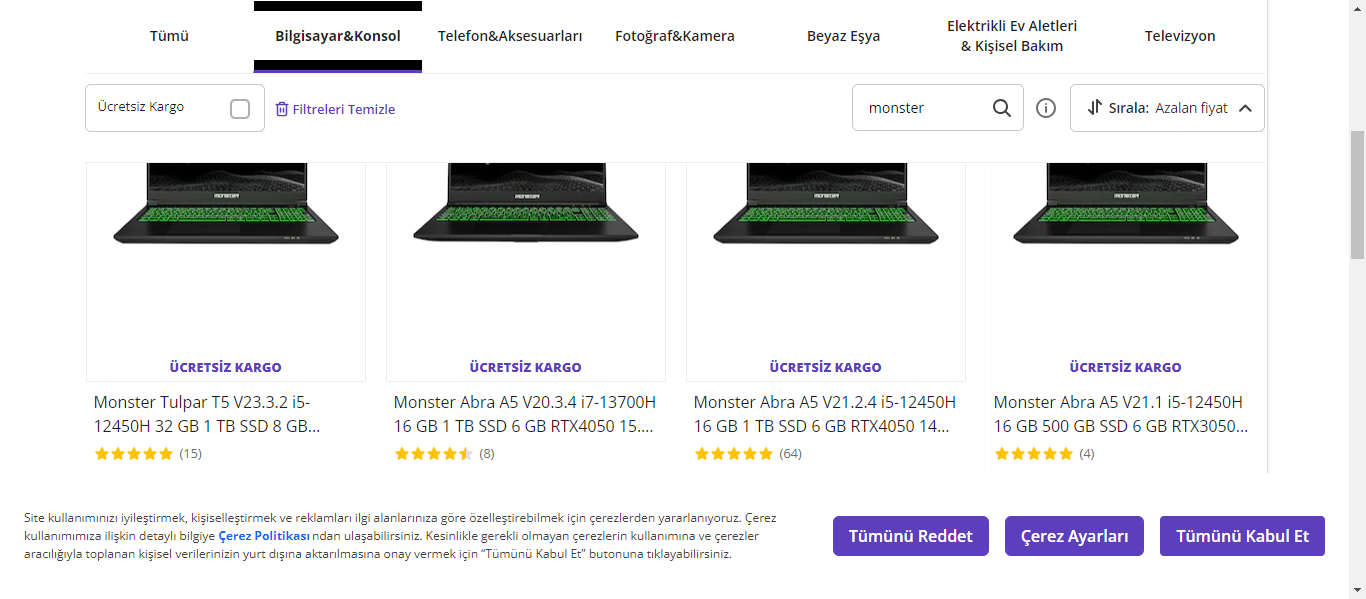 Tümü
Bilgisayar&Konsol
Telefon&Aksesuarları
Fotoğraf&Kamera
Beyaz Eşya
Elektrikli Ev Aletleri
& Kişisel Bakım
Televizyon
Ücretsiz Kargo
Filtreleri Temizle
monster
Sırala: Azalan fiyat
MONSTER
MONSTER
MONSTER
MONSTER
ÜCRETSİZ KARGO
ÜCRETSİZ KARGO
ÜCRETSİZ KARGO
ÜCRETSİZ KARGO
Monster Tulpar T5 V23.3.2 i5-
12450H 32 GB 1 TB SSD 8 GB...
(15)
Monster Abra A5 V20.3.4 i7-13700H
16 GB 1 TB SSD 6 GB RTX4050 15....
(8)
Monster Abra A5 V21.2.4 i5-12450H
16 GB 1 TB SSD 6 GB RTX4050 14...
(64)
Monster Abra A5 V21.1 i5-12450H
16 GB 500 GB SSD 6 GB RTX3050...
(4)
Site kullanımınızı iyileştirmek, kişiselleştirmek ve reklamları ilgi alanlarınıza göre özelleştirebilmek için çerezlerden yararlanıyoruz. Çerez
kullanımımıza ilişkin detaylı bilgiye Çerez Politikası ndan ulaşabilirsiniz. Kesinlikle gerekli olmayan çerezlerin kullanımına ve çerezler
aracılığıyla toplanan kişisel verilerinizin yurt dışına aktarılmasına onay vermek için “Tümünü Kabul Et” butonuna tıklayabilirsiniz.
Tümünü Reddet
Çerez Ayarları
Tümünü Kabul Et